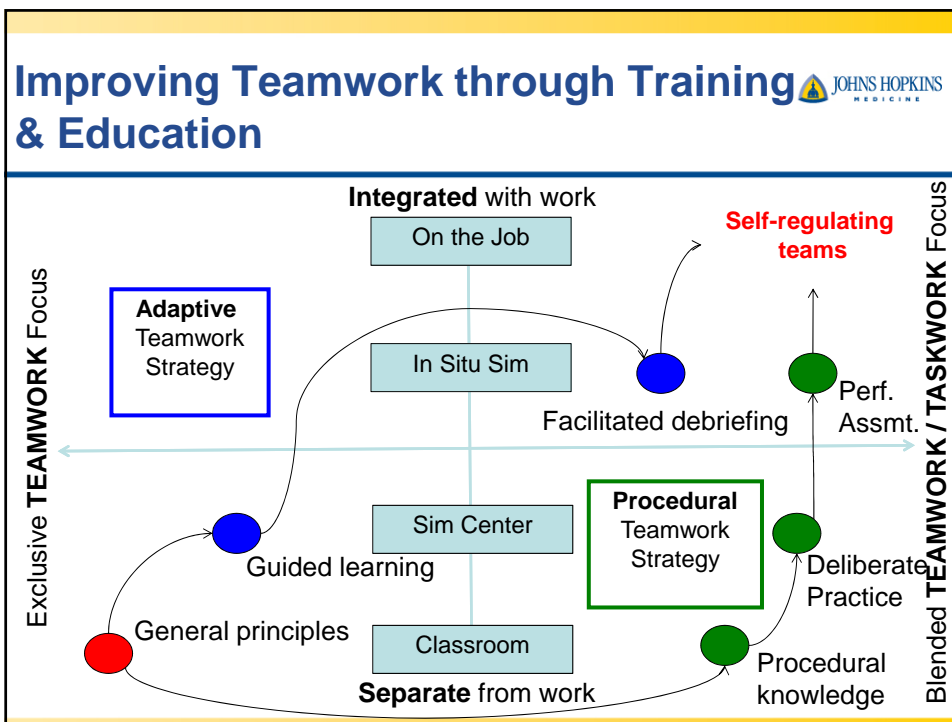 Improving Teamwork through Training
& Education
JOHNS HOPKINS
MEDICINE
Integrated with work
On the Job
Self-regulating
teams
Exclusive TEAMWORK Focus
Adaptive
Teamwork
Strategy
In Situ Sim
Facilitated debriefing
Perf.
Assmt.
Blended TEAMWORK / TASKWORK Focus
Procedural
Teamwork
Strategy
Sim Center
Guided learning
Deliberate
Practice
General principles
Classroom
Procedural
knowledge
Separate from work